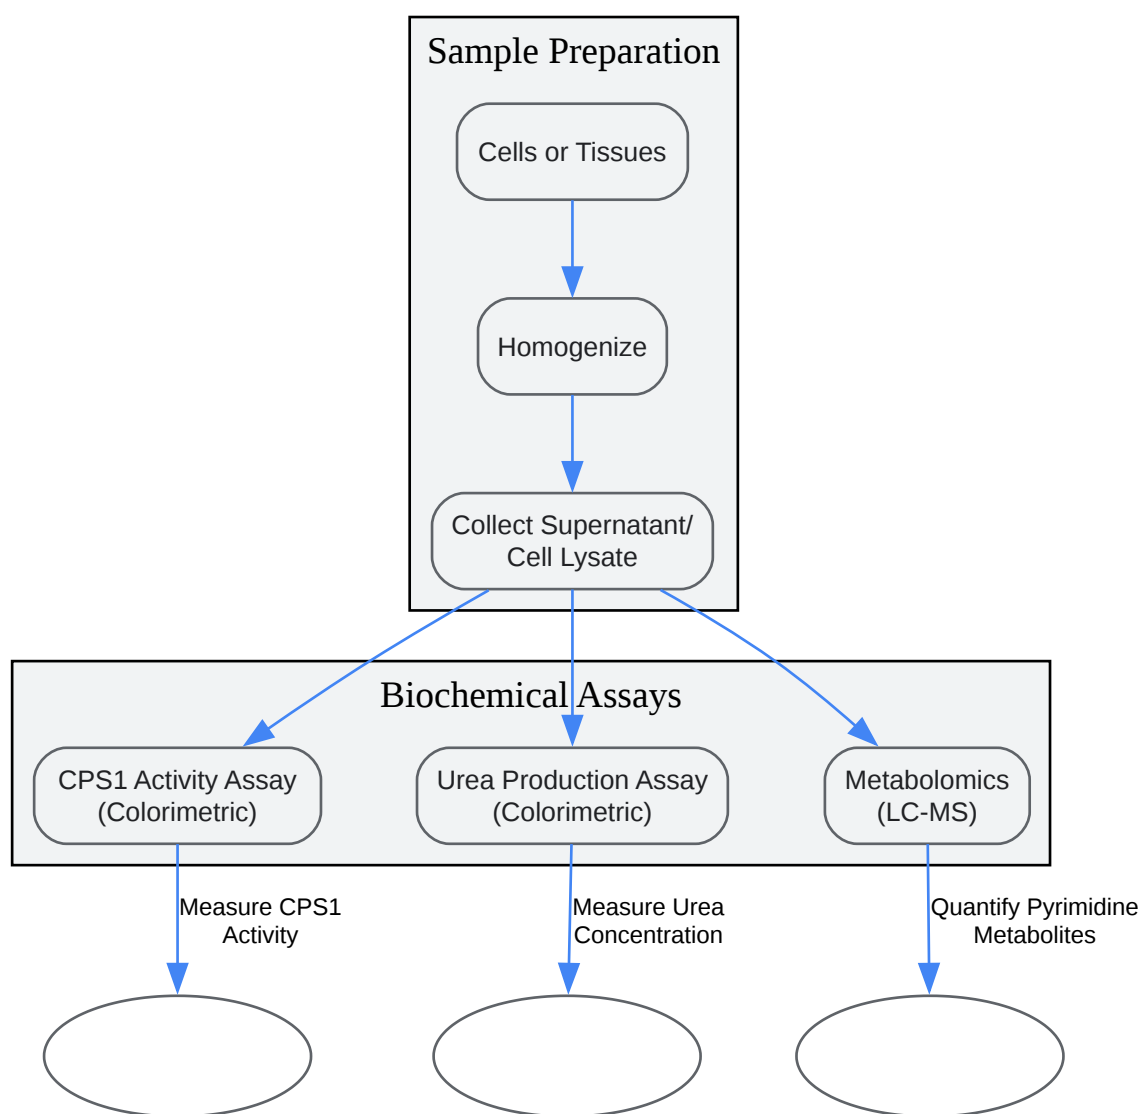 Sample Preparation
Cells or Tissues
Homogenize
Collect Supernatant/
Cell Lysate
Biochemical Assays
CPS1 Activity Assay
(Colorimetric)
Urea Production Assay
(Colorimetric)
Metabolomics
(LC-MS)
Measure CPS1
Activity
Measure Urea
Concentration
Quantify Pyrimidine
Metabolites